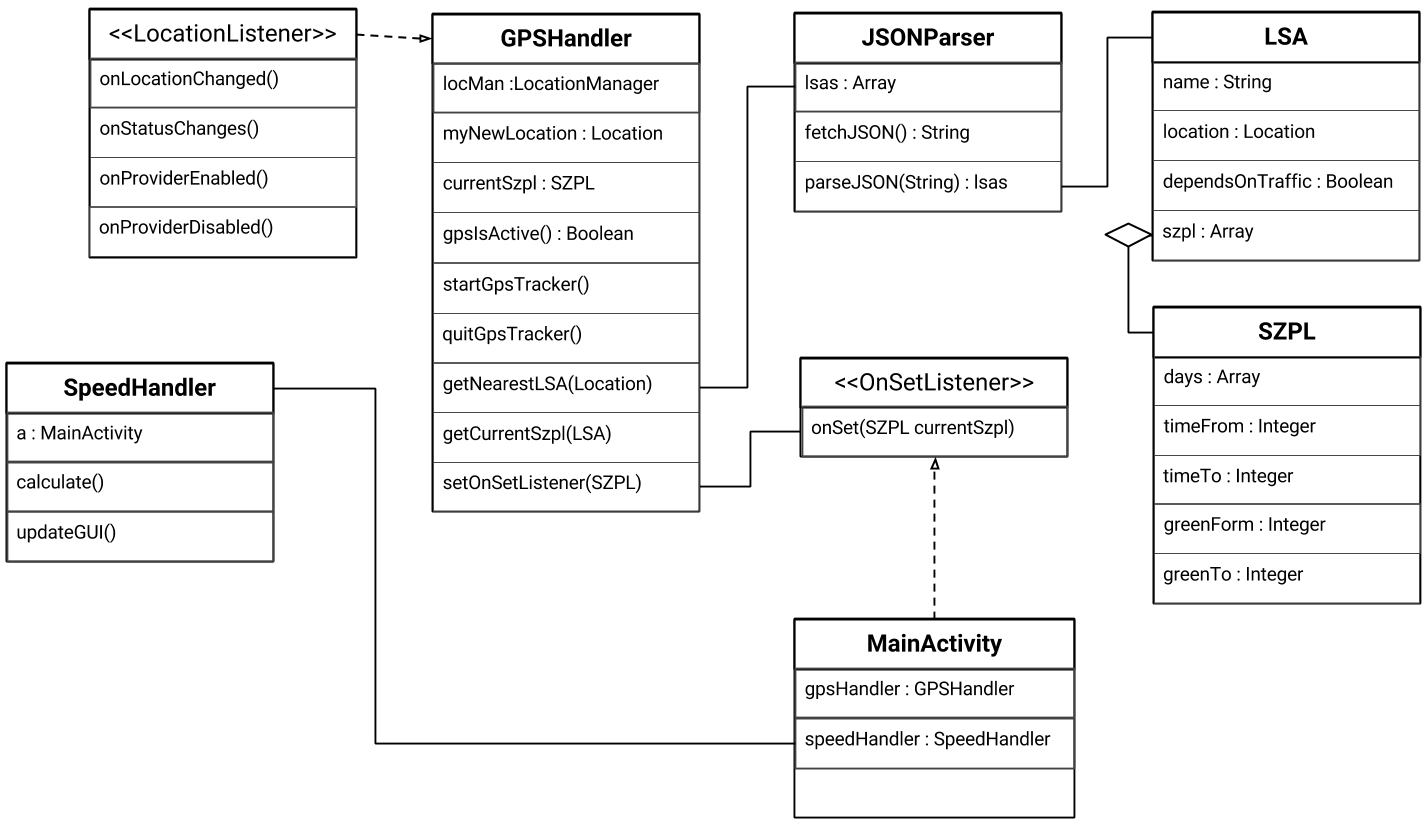 <<LocationListener>>
onLocationChanged()
onStatusChanges()
onProviderEnabled()
onProviderDisabled()
GPSHandler
locMan :LocationManager
myNewLocation : Location
currentSzpl : SZPL
gpsIsActive() : Boolean
startGpsTracker()
quitGpsTracker()
getNearestLSA(Location)
getCurrentSzpl(LSA)
setOnSetListener(SZPL)
JSONParser
lsas : Array
fetchJSON() : String
parseJSON(String) : lsas
LSA
name : String
location : Location
dependsOnTraffic : Boolean
szpl : Array
SZPL
days : Array
timeFrom : Integer
timeTo : Integer
greenForm : Integer
greenTo : Integer
SpeedHandler
a : MainActivity
calculate()
updateGUI()
<<OnSetListener>>
onSet(SZPL currentSzpl)
MainActivity
gpsHandler : GPSHandler
speedHandler : SpeedHandler